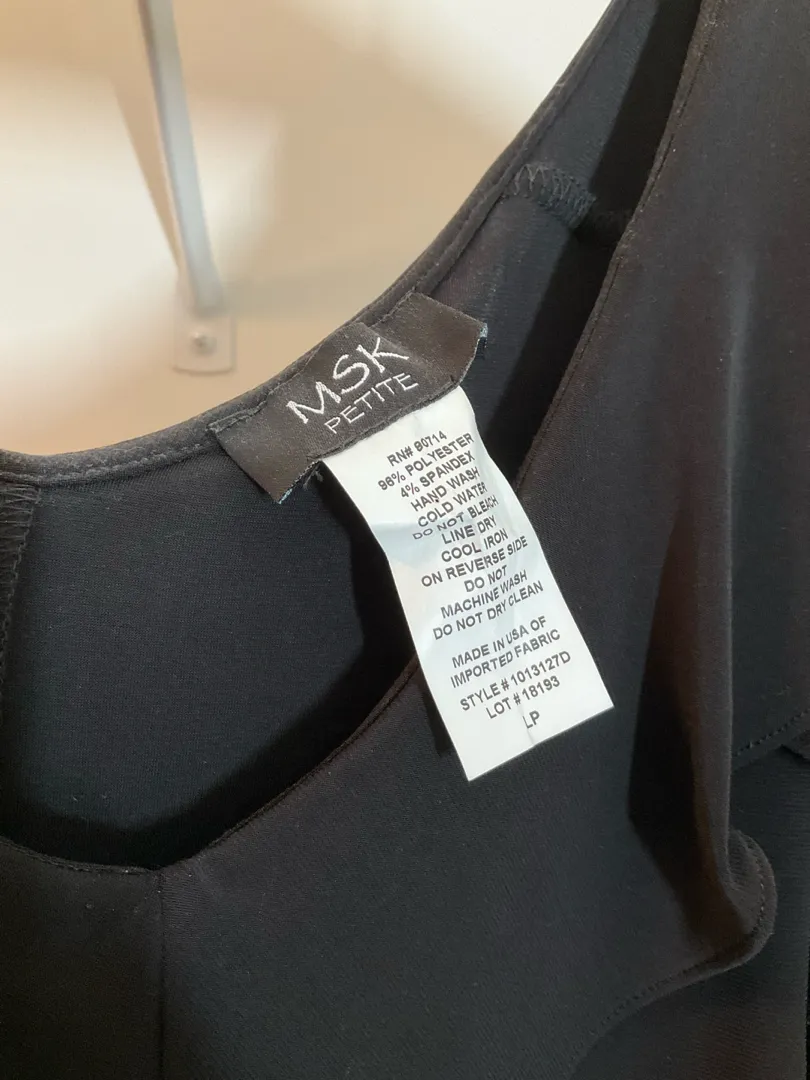 MSK
PETITE
RN# 90714
96% POLYESTER
4% SPANDEX
HAND WASH
COLD WATER
DO NOT BLEACH
LINE DRY
COOL IRON
ON REVERSE SIDE
DO NOT
MACHINE WASH
DO NOT DRY CLEAN
MADE IN USA OF
IMPORTED FABRIC
STYLE # 1013127D
LOT # 18193
LP